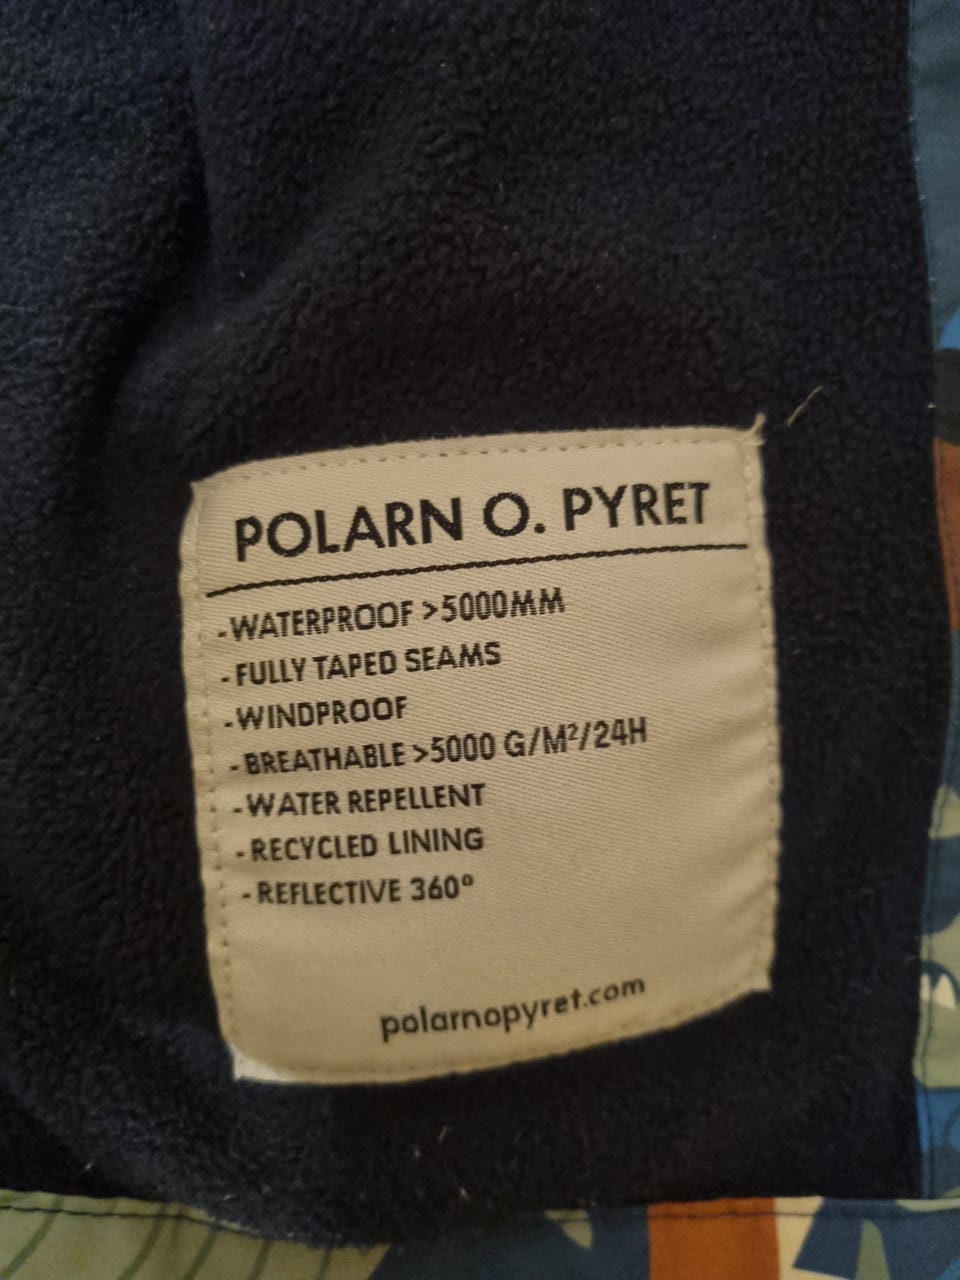 POLARN O. PYRET
-WATERPROOF >5000MM
-FULLY TAPED SEAMS
-WINDPROOF
-BREATHABLE >5000 G/M²/24H
-WATER REPELLENT
-RECYCLED LINING
-REFLECTIVE 360°
polarnopyret.com